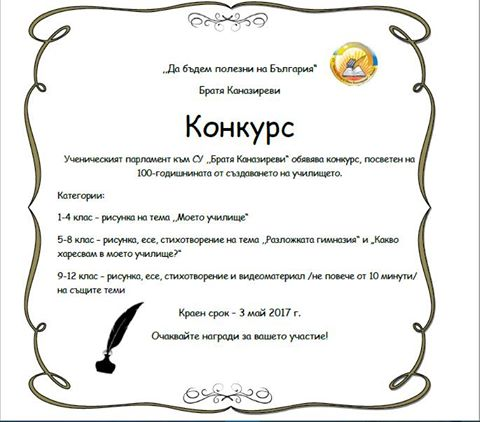 ,,Да бъдем полезни на България"
Братя Каназиреви
Конкурс
Ученическият парламент към СУ ,,Братя Каназиреви" обявява конкурс, посветен на
100-годишнината от създаването на училището.
Категории:
1-4 клас - рисунка на тема ,,Моето училище"
5-8 клас - рисунка, есе, стихотворение на тема ,,Разложката гимназия" и „Какво
харесвам в моето училище?"
9-12 клас - рисунка, есе, стихотворение и видеоматериал /не повече от 10 минути/
на същите теми
Краен срок - 3 май 2017 г.
Очаквайте награди за вашето участие!